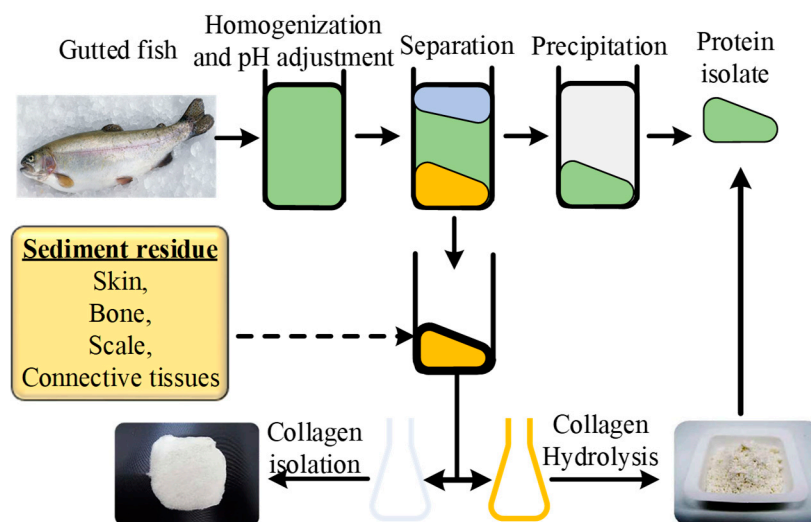 Gutted fish
Homogenization
and pH adjustment
Separation
Precipitation
Protein
isolate
Sediment residue
Skin,
Bone,
Scale,
Connective tissues
Collagen
isolation
Collagen
Hydrolysis